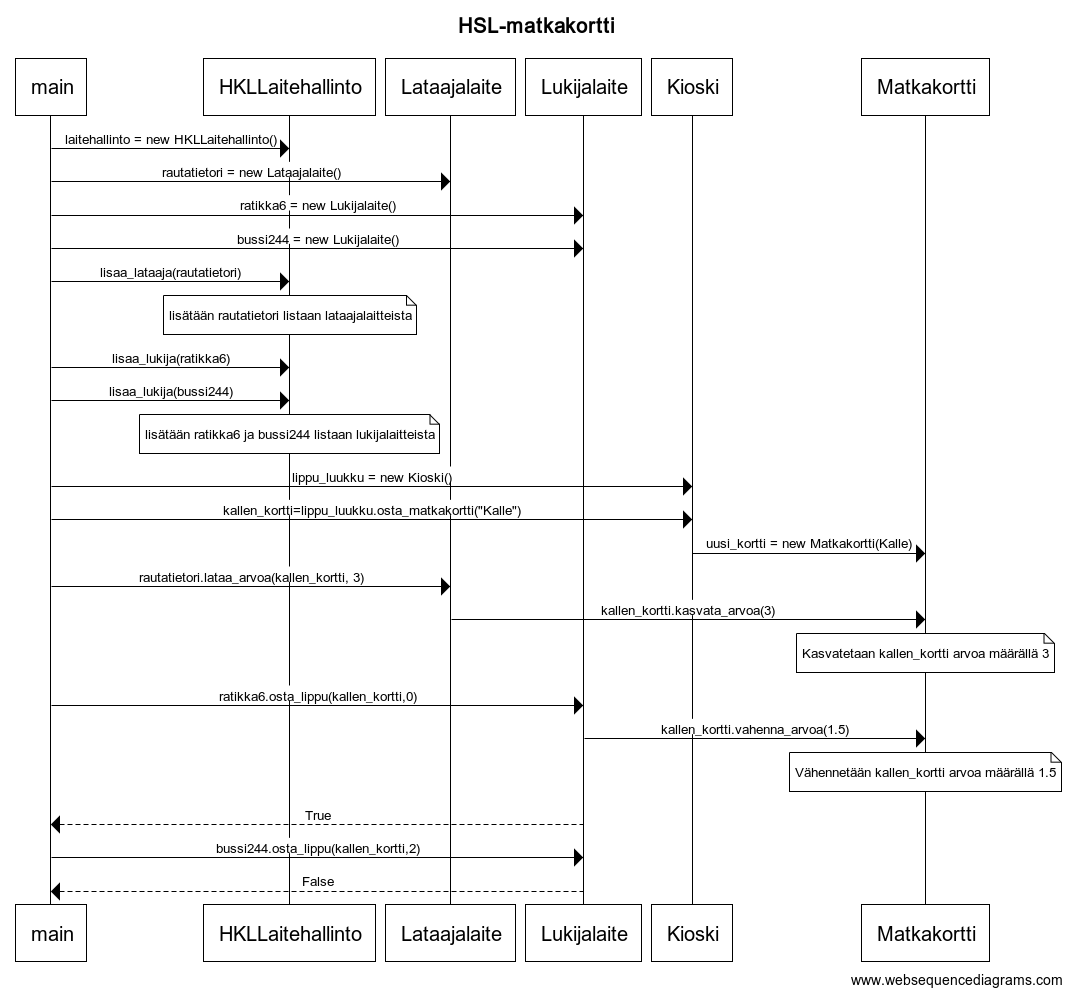 HSL-matkakortti
main
HKLLaitehallinto
Lataajalaite
Lukijalaite
Kioski
Matkakortti
laitehallinto = new HKLLaitehallinto()
rautatietori = new Lataajalaite()
ratikka6 = new Lukijalaite()
bussi244 = new Lukijalaite()
lisaa_lataaja(rautatietori)
lisätään rautatietori listaan lataajalaitteista
lisaa_lukija(ratikka6)
lisaa_lukija(bussi244)
lisätään ratikka6 ja bussi244 listaan lukijalaitteista
lippu_luukku = new Kioski()
kallen_kortti=lippu_luukku.osta_matkakortti("Kalle")
uusi_kortti = new Matkakortti(Kalle)
rautatietori.lataa_arvoa(kallen_kortti, 3)
kallen_kortti.kasvata_arvoa(3)
Kasvatetaan kallen_kortti arvoa määrällä 3
ratikka6.osta_lippu(kallen_kortti,0)
kallen_kortti.vahenna_arvoa(1.5)
Vähennetään kallen_kortti arvoa määrällä 1.5
True
bussi244.osta_lippu(kallen_kortti,2)
False
main
HKLLaitehallinto
Lataajalaite
Lukijalaite
Kioski
Matkakortti
www.websequencediagrams.com